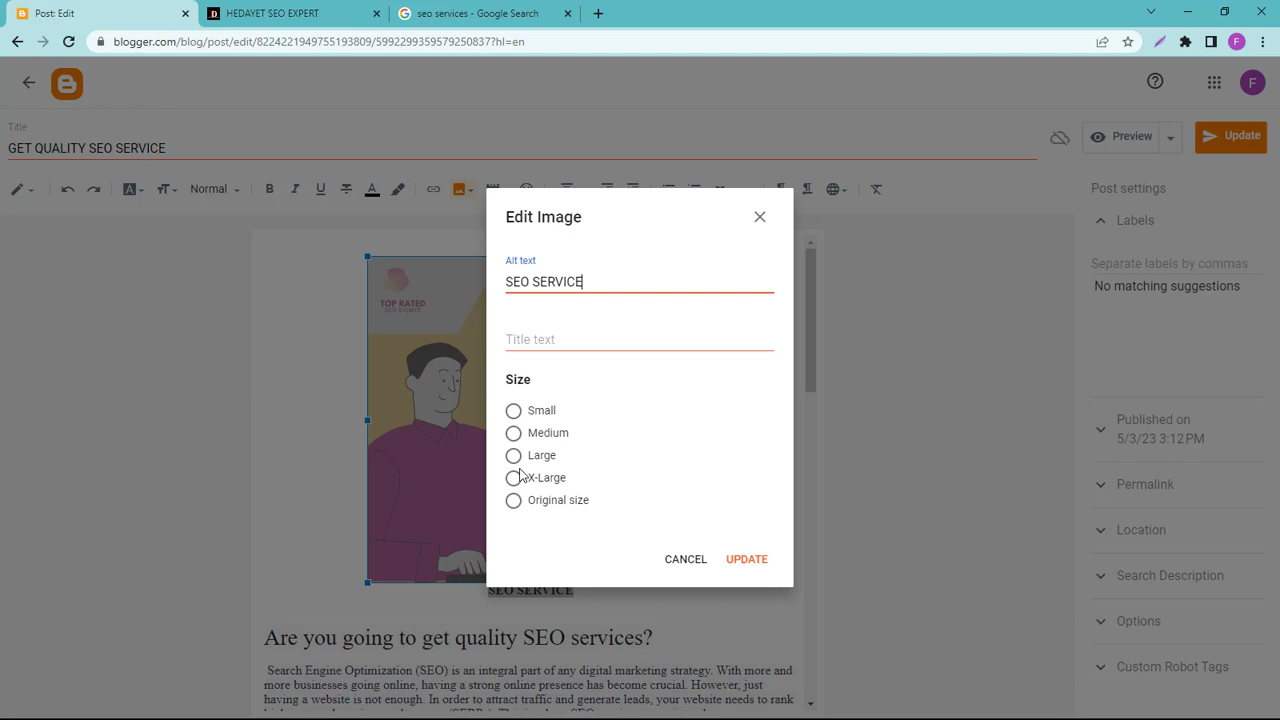 Post: Edit
HEDAYET SEO EXPERT
seo services - Google Search
blogger.com/blog/post/edit/8224221949755193809/5992299359579250837?hl=en
F
F
Title
GET QUALITY SEO SERVICE
Preview
Update
Normal
Post settings
Labels
Separate labels by commas
No matching suggestions
Published on
5/3/23 3:12 PM
Permalink
Location
Search Description
Options
Custom Robot Tags
Edit Image
Alt text
SEO SERVICE
Title text
Size
Small
Medium
Large
X-Large
Original size
CANCEL
UPDATE
TOP RATED
seo expert
SEO SERVICE
Are you going to get quality SEO services?
Search Engine Optimization (SEO) is an integral part of any digital marketing strategy. With more and
more businesses going online, having a strong online presence has become crucial. However, just
having a website is not enough. In order to attract traffic and generate leads, your website needs to rank